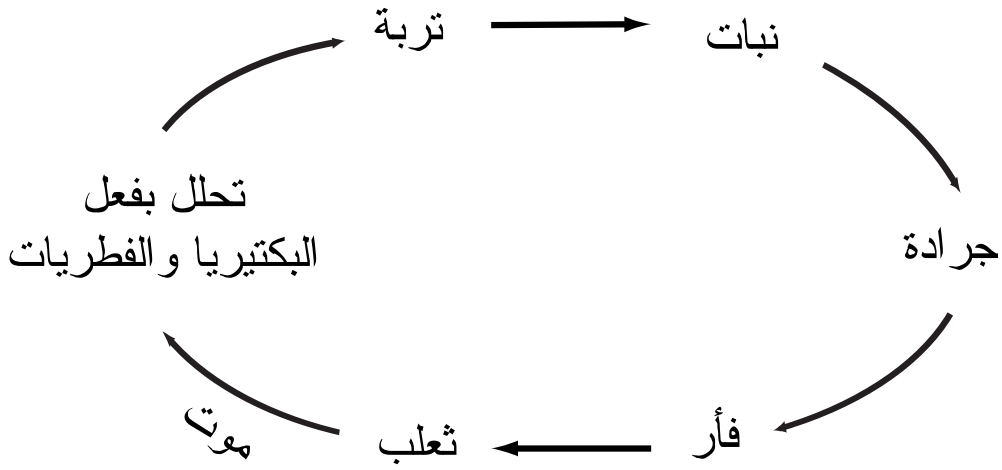 تربة
نبات
جرادة
فأر
ثعلب
موت
تحلل بفعل
البكتيريا والفطريات